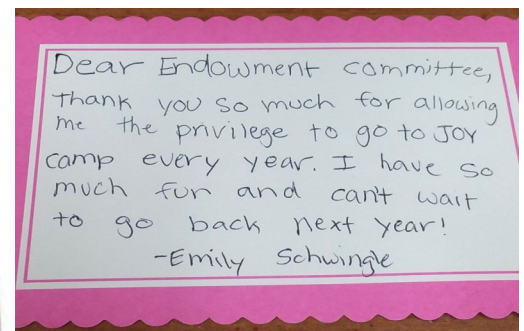 Dear Endowment committee,
Thank you so much for allowing
me the privilege to go to JOY
camp every year. I have so
much fun and can't wait
to go back next year!
-Emily Schwingle